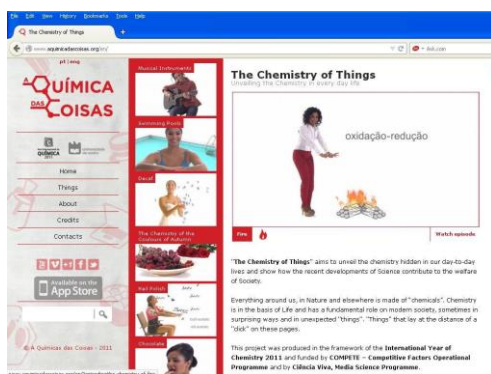 File Edit View History Bookmarks Tools Help
The Chemistry of Things
www.aquimicadascoisas.org/en/
Ask.com
pt | eng
A QUÍMICA
DAS COISAS
QUÍMICA
Home
Things
About
Credits
Contacts
Available on the
App Store
© A Química das Coisas - 2011
Musical Instruments
Swimming Pools
Decaf
The Chemistry of the
Colours of Autumn
Nail Polish
Chocolate
The Chemistry of Things
Unveiling the Chemistry in every day life
oxidação-redução
Fire
Watch episode
"The Chemistry of Things" aims to unveil the chemistry hidden in our day-to-day
lives and show how the recent developments of Science contribute to the welfare
of Society.
Everything around us, in Nature and elsewhere is made of "chemicals". Chemistry
is in the basis of Life and has a fundamental role on modern society, sometimes in
surprising ways and in unexpected "things". "Things" that lay at the distance of a
"click" on these pages.
This project was produced in the framework of the International Year of
Chemistry 2011 and funded by COMPETE – Competitive Factors Operational
Programme and by Ciência Viva, Media Science Programme.